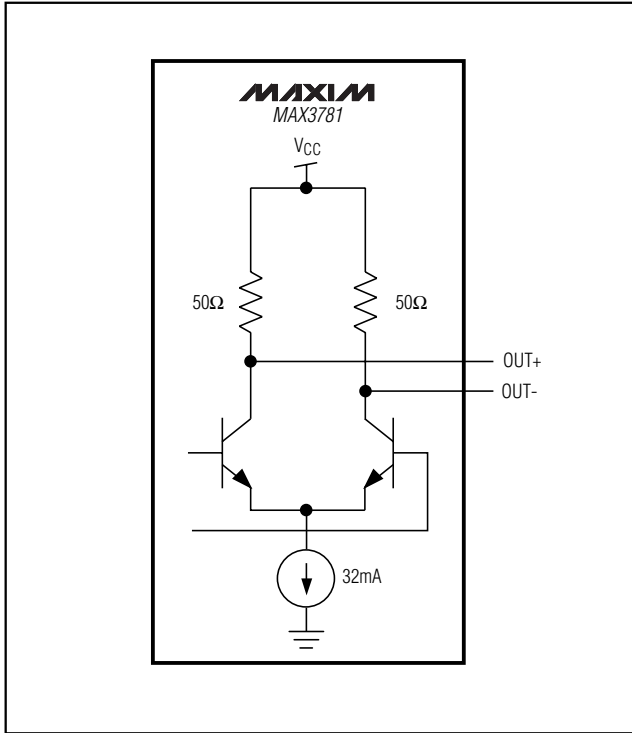 MAXIM
MAX3781
VCC
50Ω 50Ω
OUT+
OUT-
32mA